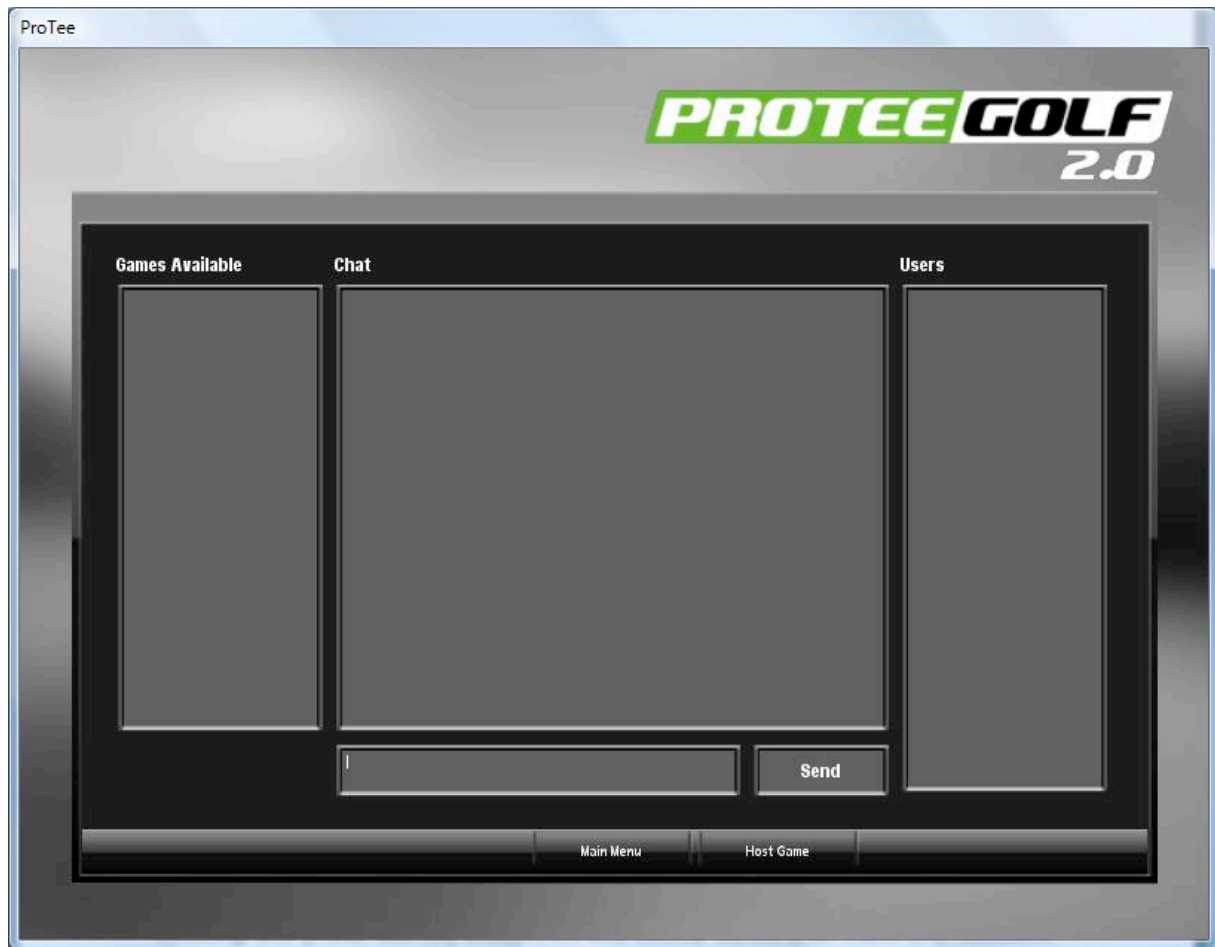 ProTee
PROTEE GOLF
2.0
Games Available
Chat
Users
Send
Main Menu
Host Game